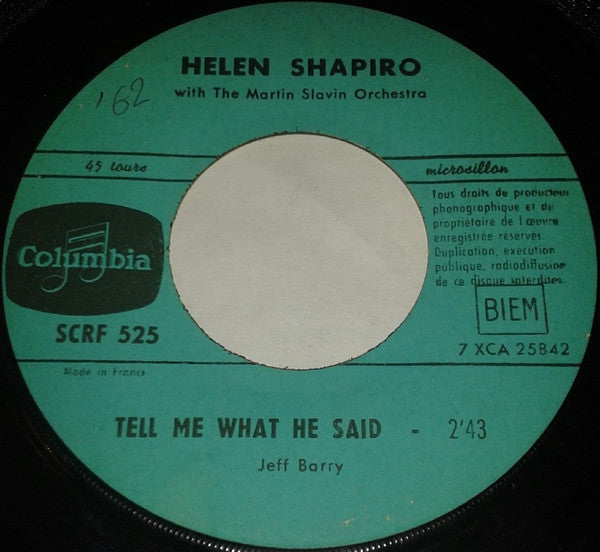 HELEN SHAPIRO
with The Martin Slavin Orchestra
'62
45 tours
microsillon
Tous droits du producteur
phonographique et du
propriétaire de l'œuvre
enregistrée réservés.
Duplication, exécution
publique, radiodiffusion
de ce disque interdites
Columbia
BIEM
SCRF 525
7 XCA 25842
Made in France
TELL ME WHAT HE SAID - 2'43
Jeff Barry